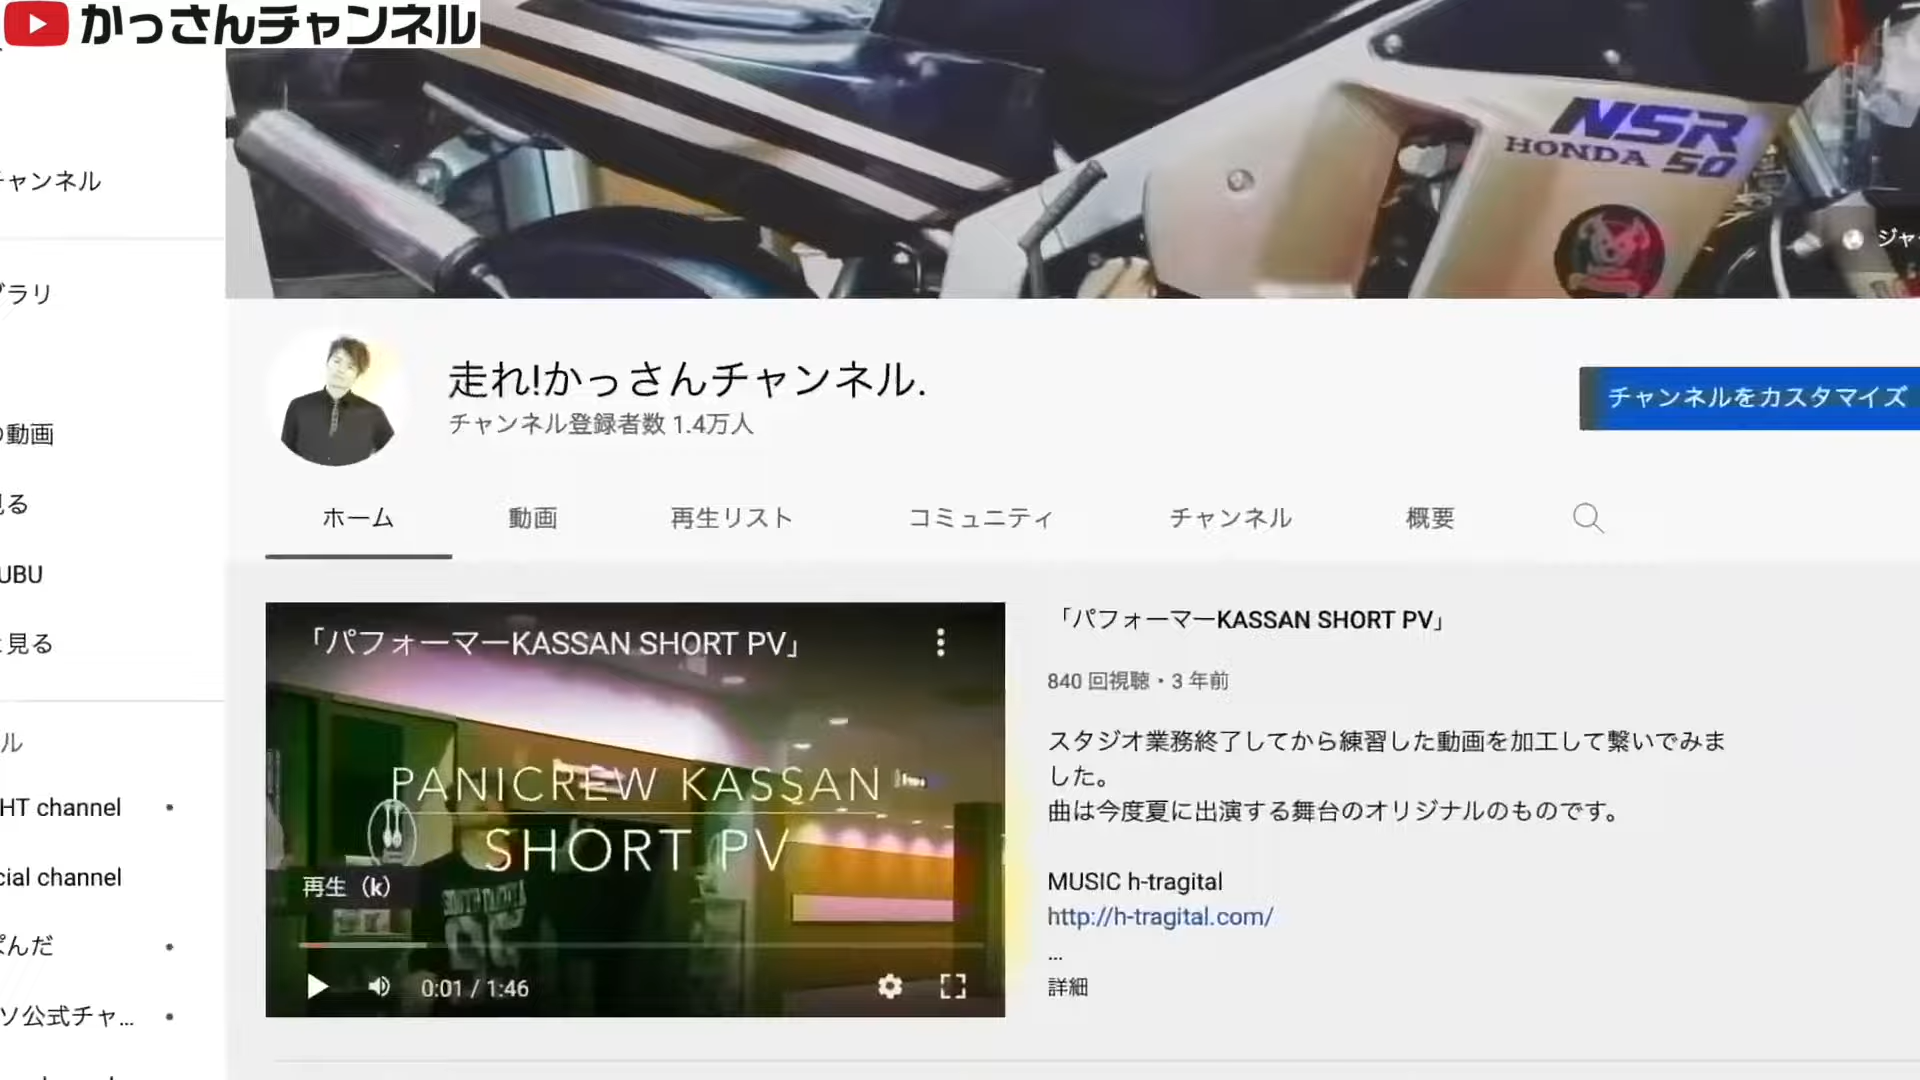 かっさんチャンネル
チャンネル
ブラリ
の動画
見る
UBU
と見る
ル
HT channel
cial channel
ぱんだ
ソ公式チャ...
NSR
HONDA 50
ジャ
走れ!かっさんチャンネル.
チャンネル登録者数 1.4万人
チャンネルをカスタマイズ
ホーム
動画
再生リスト
コミュニティ
チャンネル
概要
「パフォーマーKASSAN SHORT PV」
PANICREW KASSAN
SHORT PV
再生（k）
0:01 / 1:46
「パフォーマーKASSAN SHORT PV」
840 回視聴・3 年前
スタジオ業務終了してから練習した動画を加工して繋いでみま
した。
曲は今度夏に出演する舞台のオリジナルのものです。
MUSIC h-tragital
http://h-tragital.com/
...
詳細